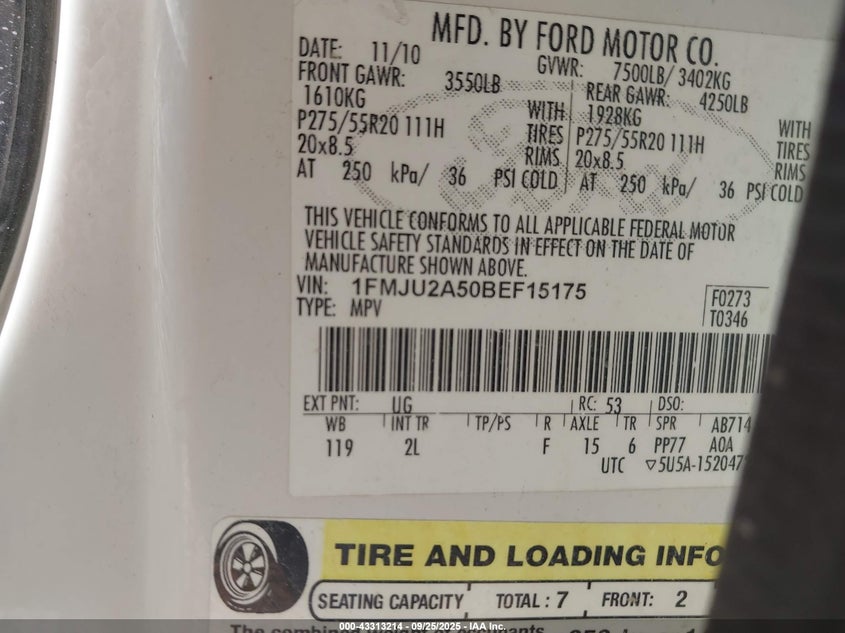 MFD. BY FORD MOTOR CO.
DATE: 11/10 GVWR: 7500LB/ 3402KG
FRONT GAWR: 3550LB REAR GAWR: 4250LB
1610KG WITH 1928KG WITH
P275/55R20 111H TIRES P275/55R20 111H TIRES
20x8.5 RIMS 20x8.5 RIMS
AT 250 kPa/ 36 PSI COLD AT 250 kPa/ 36 PSI COLD
THIS VEHICLE CONFORMS TO ALL APPLICABLE FEDERAL MOTOR
VEHICLE SAFETY STANDARDS IN EFFECT ON THE DATE OF
MANUFACTURE SHOWN ABOVE.
VIN: 1FMJU2A50BEF15175 F0273
TYPE: MPV T0346
EXT PNT: UG RC: 53 DSO:
WB INT TR TP/PS R AXLE TR SPR AB714
119 2L F 15 6 PP77 A0A
UTC ▽5U5A-152047
TIRE AND LOADING INFO
SEATING CAPACITY TOTAL : 7 FRONT: 2
The combined weight of occupants
000-43313214 - 09/25/2025 - IAA Inc.